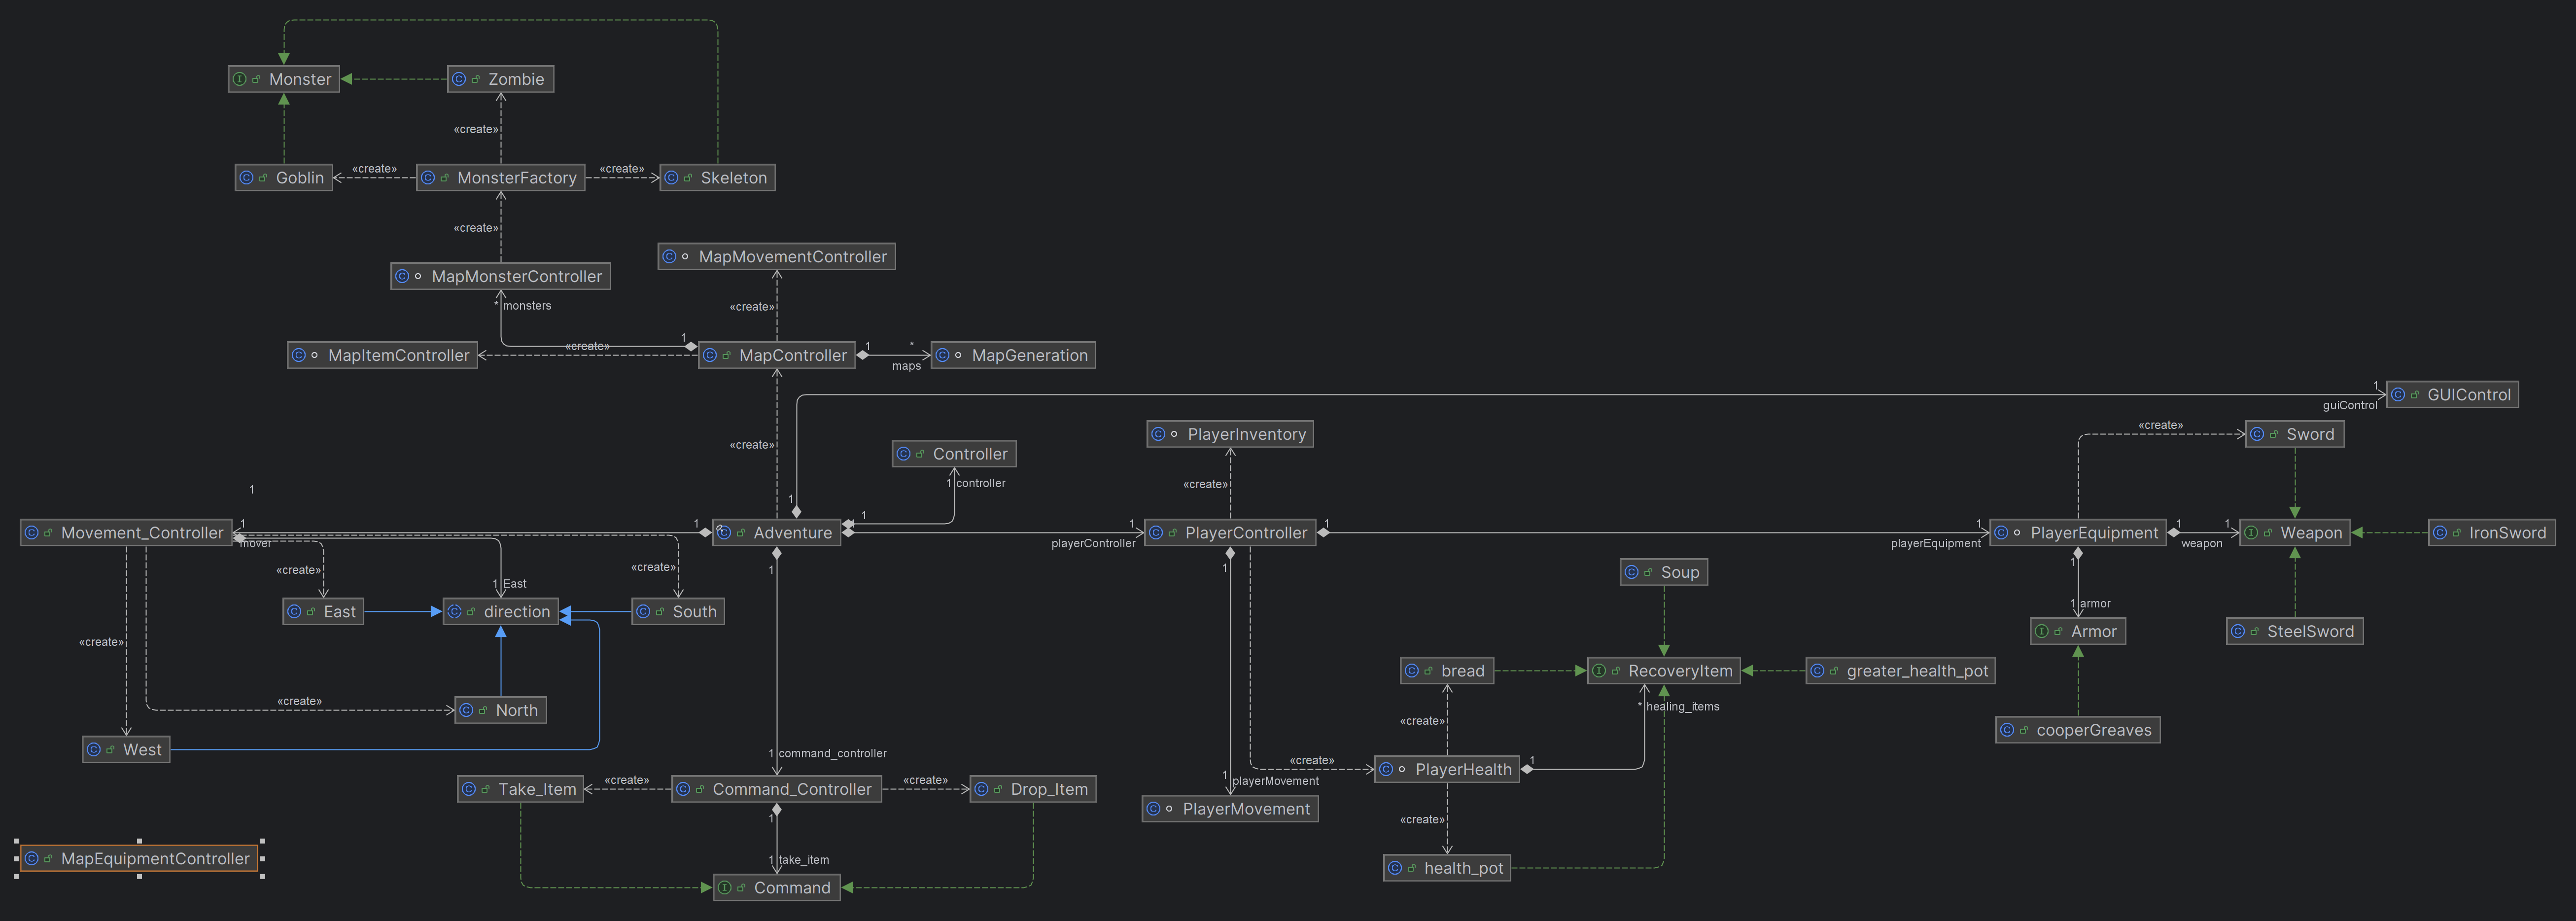 Monster
Zombie
«create»
Goblin
«create»
MonsterFactory
«create»
Skeleton
«create»
MapMovementController
MapMonsterController
* monsters
«create»
1
1
*
MapItemController
«create»
MapController
maps
MapGeneration
1
guiControl
GUIControl
«create»
Controller
1 controller
PlayerInventory
«create»
«create»
Sword
1
1
1
Movement_Controller
1
mover
1
Adventure
1
1
playerController
PlayerController
1
1
playerEquipment
PlayerEquipment
1
1
weapon
Weapon
IronSword
«create»
1 East
«create»
1
1
1
Soup
East
direction
South
1 armor
Armor
SteelSword
«create»
bread
RecoveryItem
greater_health_pot
«create»
North
* healing_items
«create»
cooperGreaves
West
1 command_controller
«create»
1
1
playerMovement
PlayerHealth
Take_Item
«create»
Command_Controller
«create»
Drop_Item
PlayerMovement
1
«create»
MapEquipmentController
1 take_item
health_pot
Command